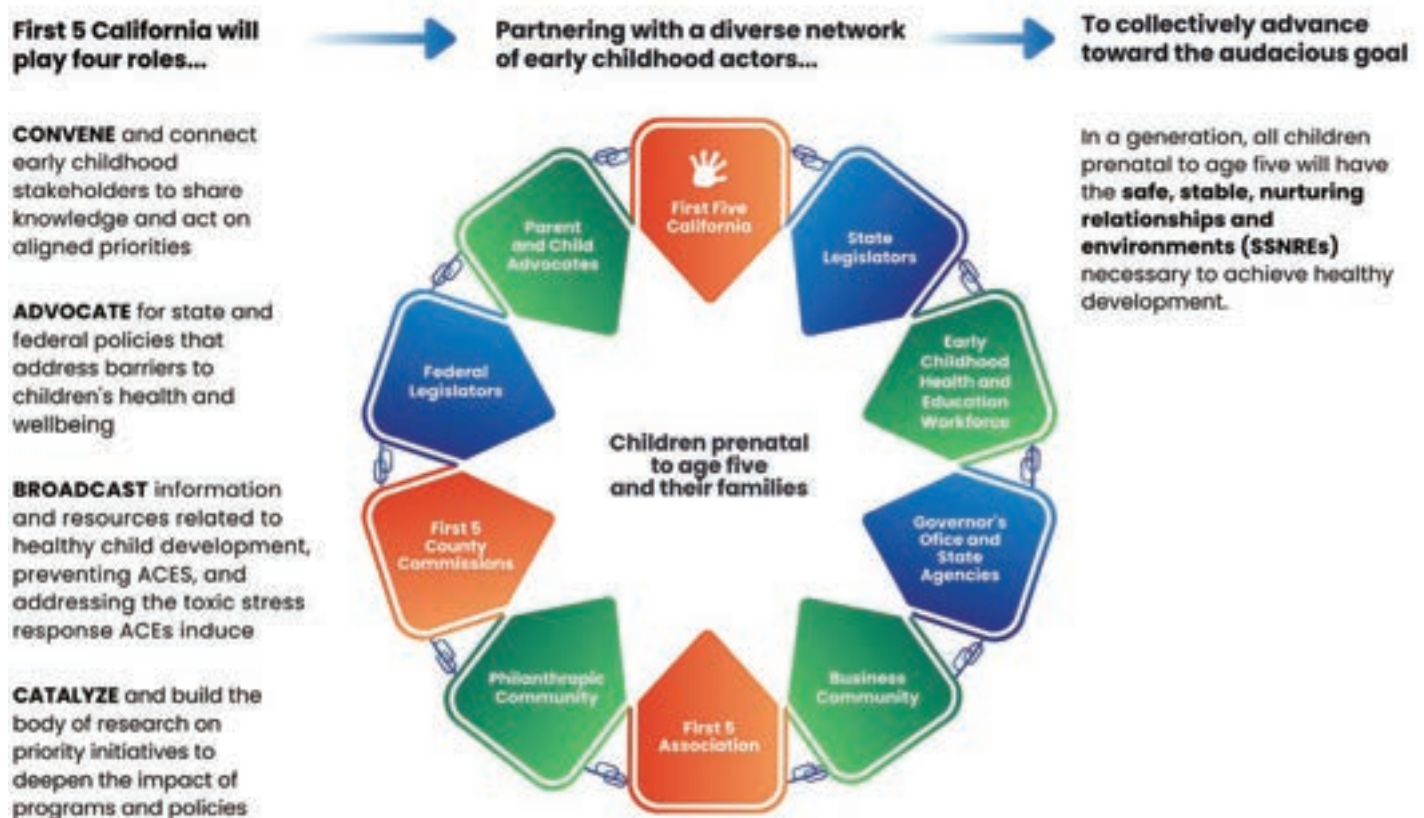 First 5 California will
play four roles...
Partnering with a diverse network
of early childhood actors...
To collectively advance
toward the audacious goal
CONVENE and connect
early childhood
stakeholders to share
knowledge and act on
aligned priorities
ADVOCATE for state and
federal policies that
address barriers to
children's health and
wellbeing
BROADCAST information
and resources related to
healthy child development,
preventing ACES, and
addressing the toxic stress
response ACEs induce
CATALYZE and build the
body of research on
priority initiatives to
deepen the impact of
programs and policies
First Five
California
State
Legislators
Early
Childhood
Health and
Education
Workforce
Governor's
Ofice and
State
Agencies
Business
Community
First 5
Association
Philanthropic
Community
First 5
County
Commissions
Federal
Legislators
Parent
and Child
Advocates
Children prenatal
to age five
and their families
In a generation, all children
prenatal to age five will have
the safe, stable, nurturing
relationships and
environments (SSNREs)
necessary to achieve healthy
development.